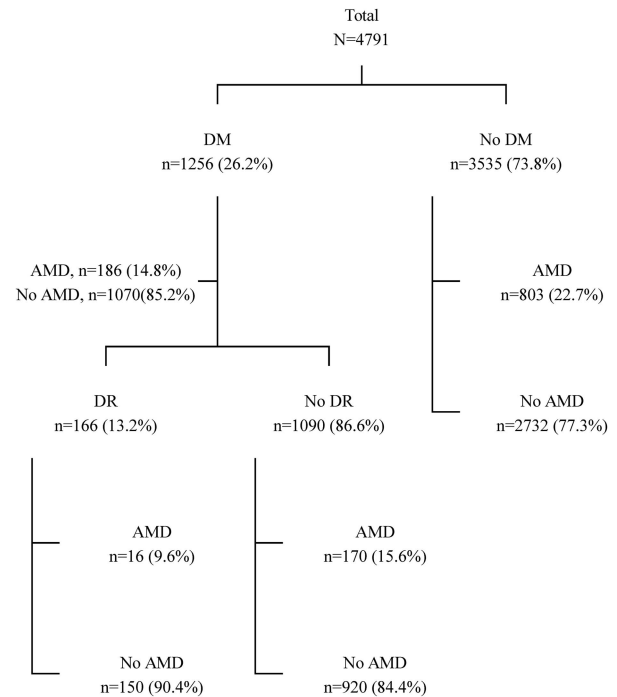 Total
N=4791
DM
n=1256 (26.2%)
No DM
n=3535 (73.8%)
AMD, n=186 (14.8%)
No AMD, n=1070(85.2%)
AMD
n=803 (22.7%)
DR
n=166 (13.2%)
No DR
n=1090 (86.6%)
No AMD
n=2732 (77.3%)
AMD
n=16 (9.6%)
AMD
n=170 (15.6%)
No AMD
n=150 (90.4%)
No AMD
n=920 (84.4%)